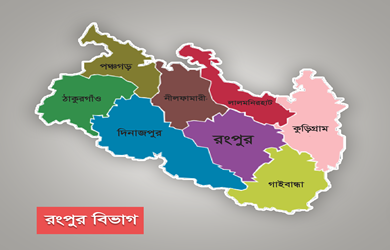 পঞ্চগড়
ঠাকুরগাঁও
নীলফামারী
লালমনিরহাট
দিনাজপুর
রংপুর
কুড়িগ্রাম
গাইবান্ধা
রংপুর বিভাগ